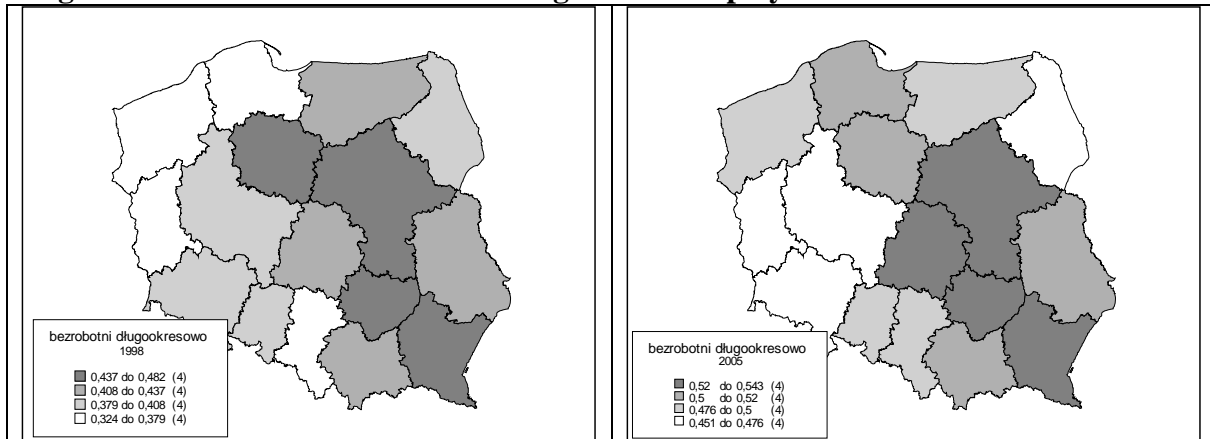 bezrobotni długookresowo
1998
0,437 do 0,482 (4)
0,408 do 0,437 (4)
0,379 do 0,408 (4)
0,324 do 0,379 (4)
bezrobotni długookresowo
2005
0,52 do 0,543 (4)
0,5 do 0,52 (4)
0,476 do 0,5 (4)
0,451 do 0,476 (4)